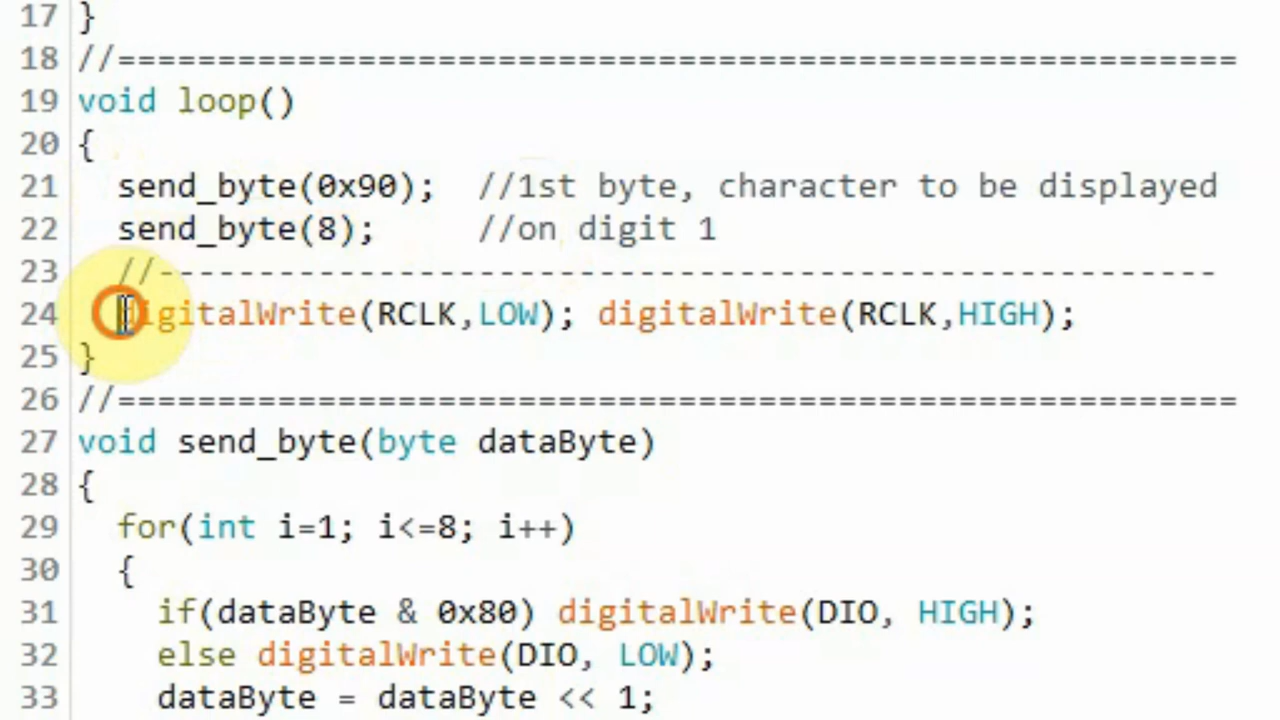 17 }
18 //========================================================
19 void loop()
20 {
21   send_byte(0x90);  //1st byte, character to be displayed
22   send_byte(8);     //on digit 1
23   //-----------------------------------------------------
24   digitalWrite(RCLK,LOW); digitalWrite(RCLK,HIGH);
25 }
26 //========================================================
27 void send_byte(byte dataByte)
28 {
29   for(int i=1; i<=8; i++)
30   {
31     if(dataByte & 0x80) digitalWrite(DIO, HIGH);
32     else digitalWrite(DIO, LOW);
33     dataByte = dataByte << 1;